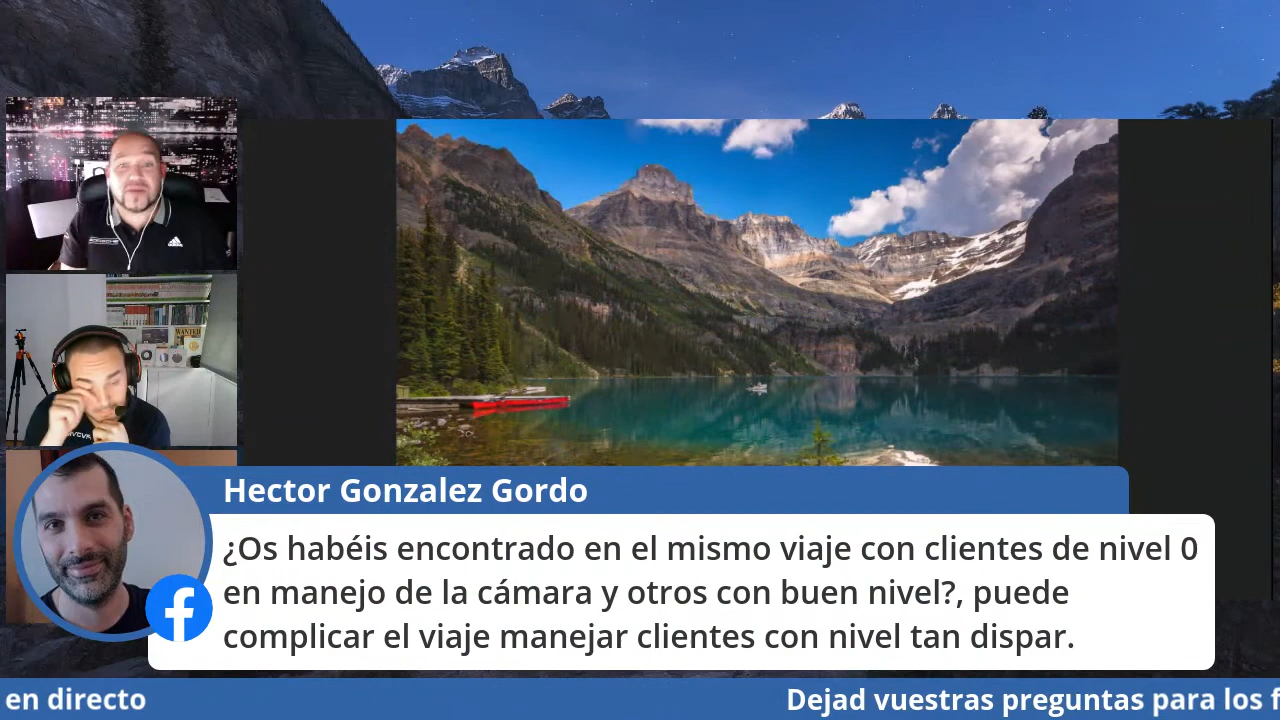 Hector Gonzalez Gordo
¿Os habéis encontrado en el mismo viaje con clientes de nivel 0
en manejo de la cámara y otros con buen nivel?, puede
complicar el viaje manejar clientes con nivel tan dispar.
en directo
Dejad vuestras preguntas para los f